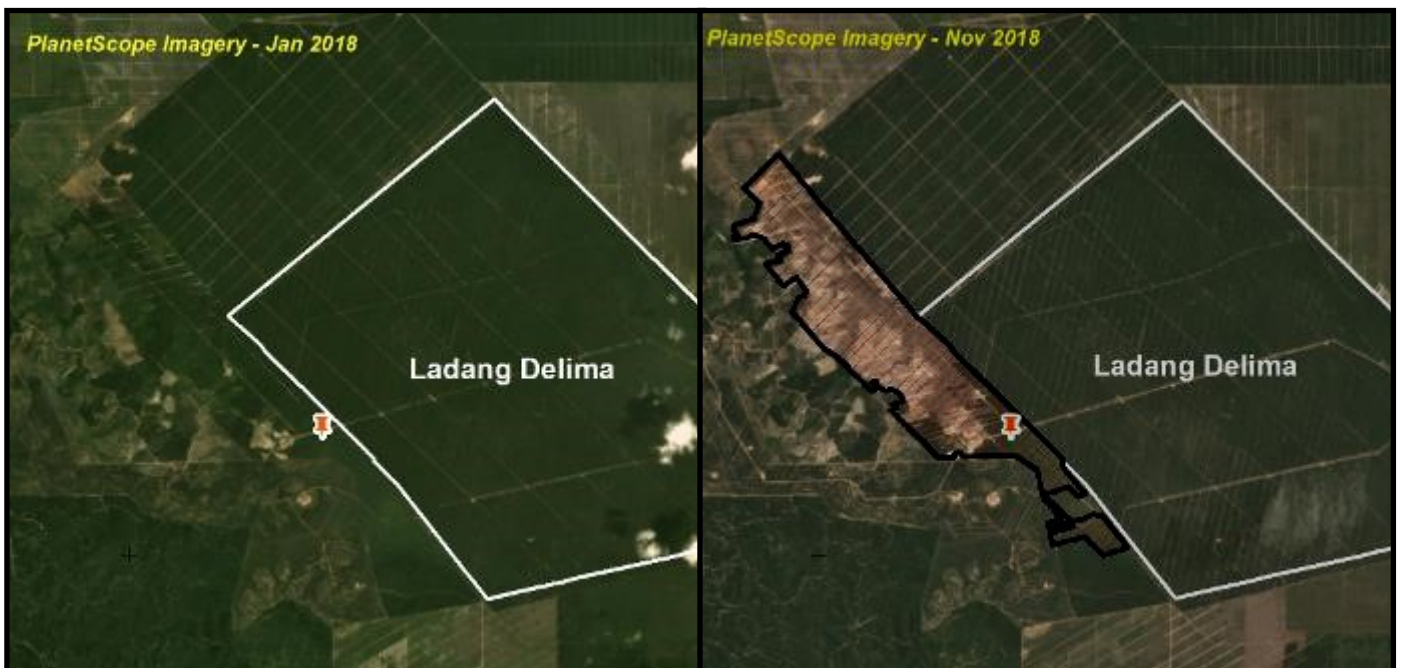 PlanetScope Imagery - Jan 2018
PlanetScope Imagery - Nov 2018
Ladang Delima
Ladang Delima